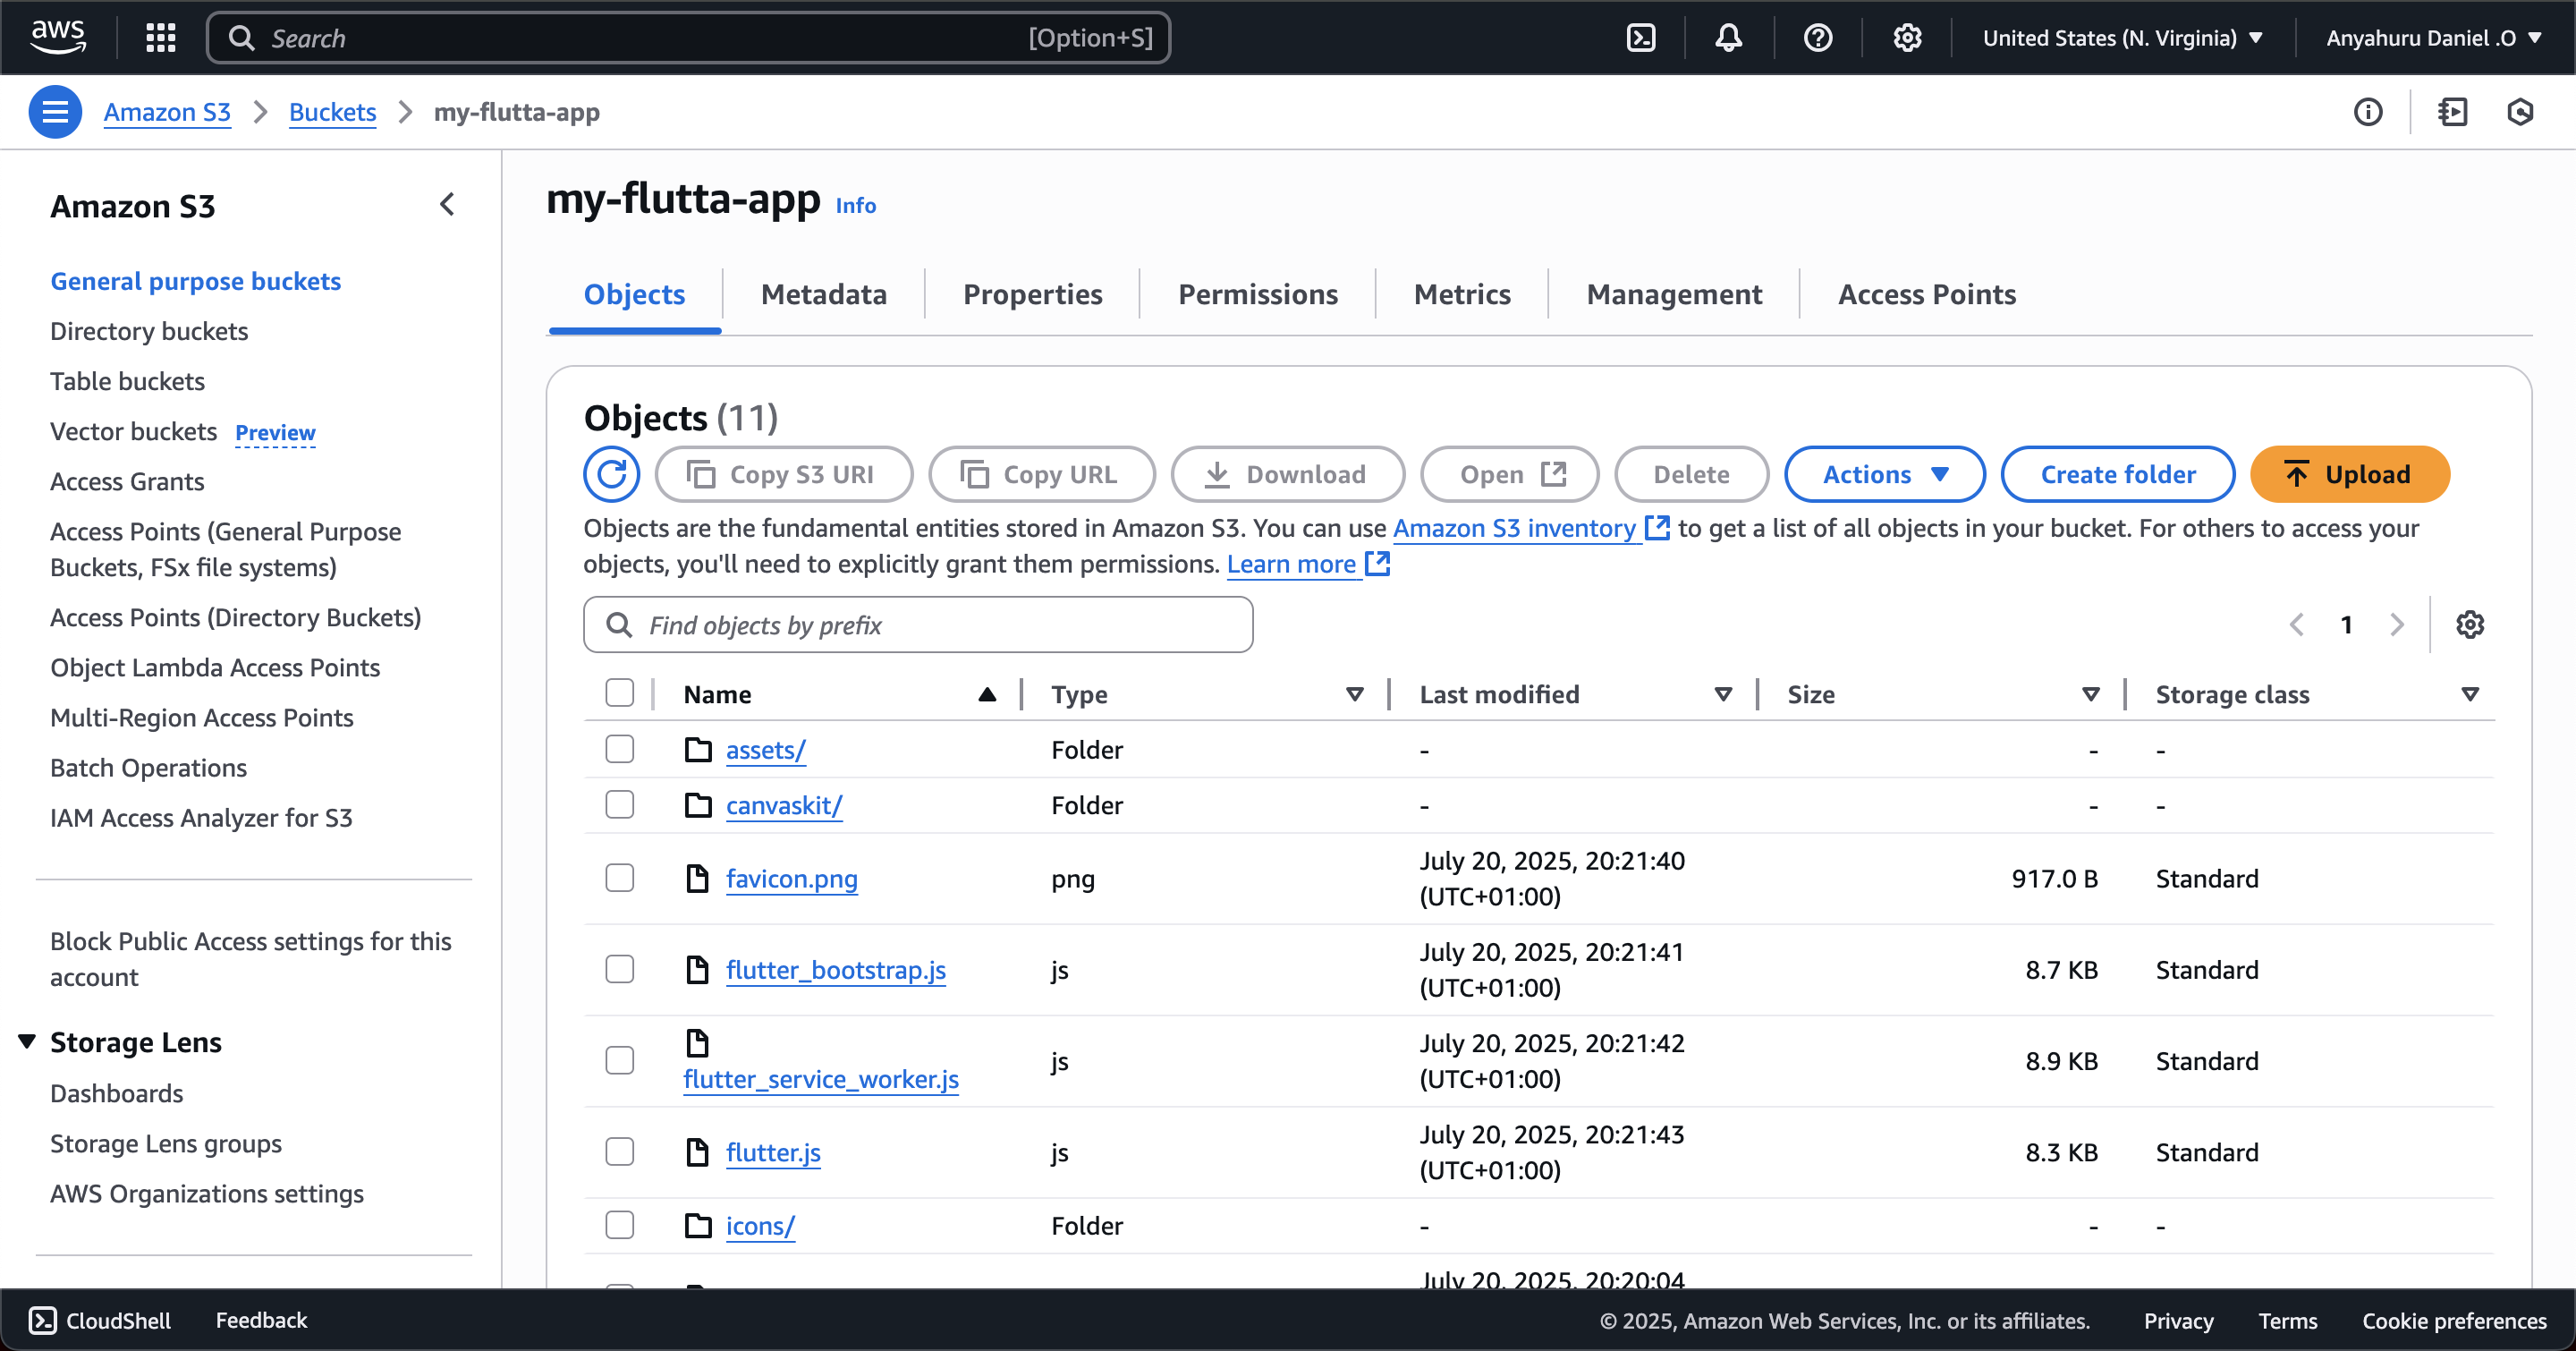 aws
Search [Option+S]
United States (N. Virginia)
Anyahuru Daniel .O
Amazon S3
Buckets
my-flutta-app
Amazon S3
General purpose buckets
Directory buckets
Table buckets
Vector buckets Preview
Access Grants
Access Points (General Purpose
Buckets, FSx file systems)
Access Points (Directory Buckets)
Object Lambda Access Points
Multi-Region Access Points
Batch Operations
IAM Access Analyzer for S3
Block Public Access settings for this
account
Storage Lens
Dashboards
Storage Lens groups
AWS Organizations settings
my-flutta-app Info
Objects Metadata Properties Permissions Metrics Management Access Points
Objects (11)
Copy S3 URI Copy URL Download Open Delete Actions Create folder Upload
Objects are the fundamental entities stored in Amazon S3. You can use Amazon S3 inventory to get a list of all objects in your bucket. For others to access your
objects, you'll need to explicitly grant them permissions. Learn more
Find objects by prefix
1
Name Type Last modified Size Storage class
assets/ Folder - - -
canvaskit/ Folder - - -
favicon.png png July 20, 2025, 20:21:40 (UTC+01:00) 917.0 B Standard
flutter_bootstrap.js js July 20, 2025, 20:21:41 (UTC+01:00) 8.7 KB Standard
flutter_service_worker.js js July 20, 2025, 20:21:42 (UTC+01:00) 8.9 KB Standard
flutter.js js July 20, 2025, 20:21:43 (UTC+01:00) 8.3 KB Standard
icons/ Folder - - -
July 20, 2025, 20:20:04
CloudShell Feedback
© 2025, Amazon Web Services, Inc. or its affiliates. Privacy Terms Cookie preferences